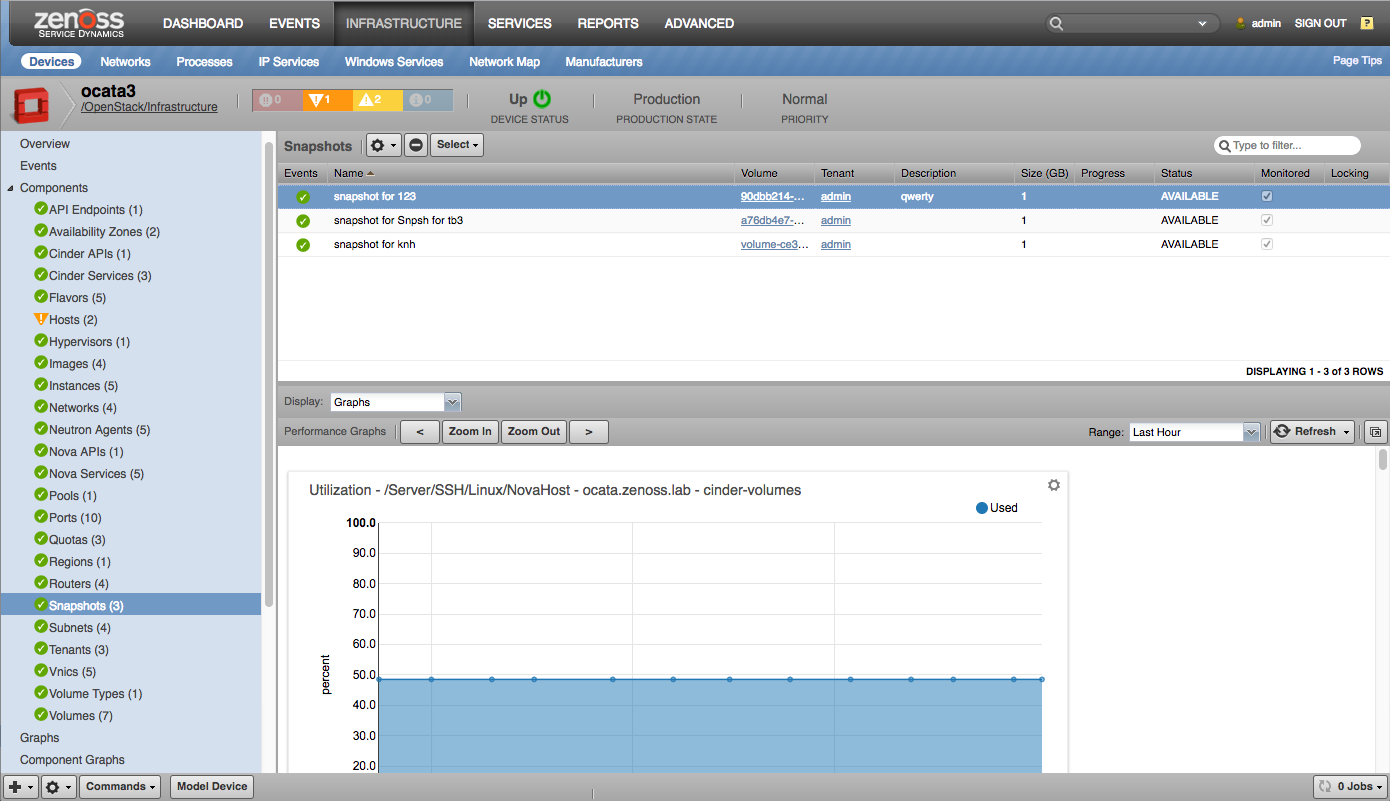 zenoss DASHBOARD EVENTS INFRASTRUCTURE SERVICES REPORTS ADVANCED admin SIGN OUT ?
SERVICE DYNAMICS
Devices Networks Processes IP Services Windows Services Network Map Manufacturers Page Tips
ocata3
/OpenStack/Infrastructure
0 1 2 0
Up
DEVICE STATUS
Production
PRODUCTION STATE
Normal
PRIORITY
Overview
Events
Components
API Endpoints (1)
Availability Zones (2)
Cinder APIs (1)
Cinder Services (3)
Flavors (5)
Hosts (2)
Hypervisors (1)
Images (4)
Instances (5)
Networks (4)
Neutron Agents (5)
Nova APIs (1)
Nova Services (5)
Pools (1)
Ports (10)
Quotas (3)
Regions (1)
Routers (4)
Snapshots (3)
Subnets (4)
Tenants (3)
Vnics (5)
Volume Types (1)
Volumes (7)
Graphs
Component Graphs
Snapshots Select Type to filter...
Events Name Volume Tenant Description Size (GB) Progress Status Monitored Locking
snapshot for 123 90dbb214-... admin qwerty 1 AVAILABLE
snapshot for Snpsh for tb3 a76db4e7-... admin 1 AVAILABLE
snapshot for knh volume-ce3... admin 1 AVAILABLE
DISPLAYING 1 - 3 of 3 ROWS
Display: Graphs
Performance Graphs < Zoom In Zoom Out > Range: Last Hour Refresh
Utilization - /Server/SSH/Linux/NovaHost - ocata.zenoss.lab - cinder-volumes
Used
100.0
90.0
80.0
70.0
60.0
50.0
40.0
30.0
20.0
percent
Commands Model Device 0 Jobs